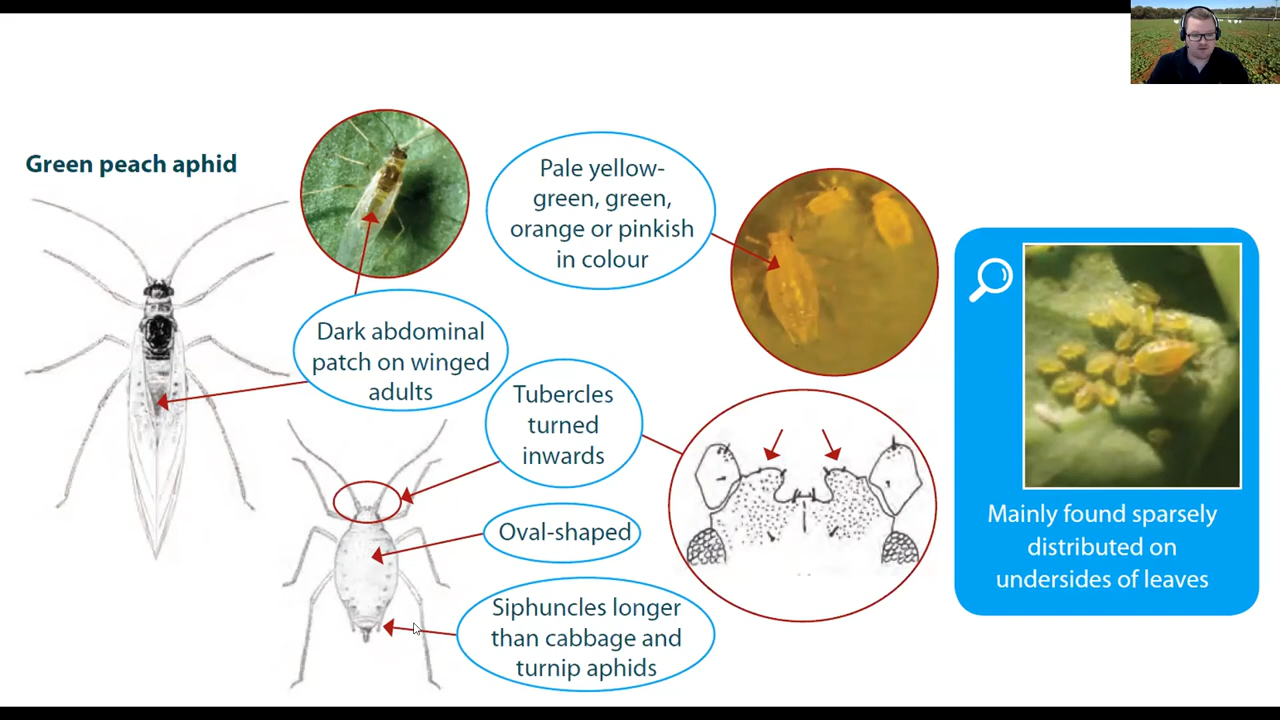 Green peach aphid
Dark abdominal
patch on winged
adults
Pale yellow-
green, green,
orange or pinkish
in colour
Tubercles
turned
inwards
Oval-shaped
Siphuncles longer
than cabbage and
turnip aphids
Mainly found sparsely
distributed on
undersides of leaves